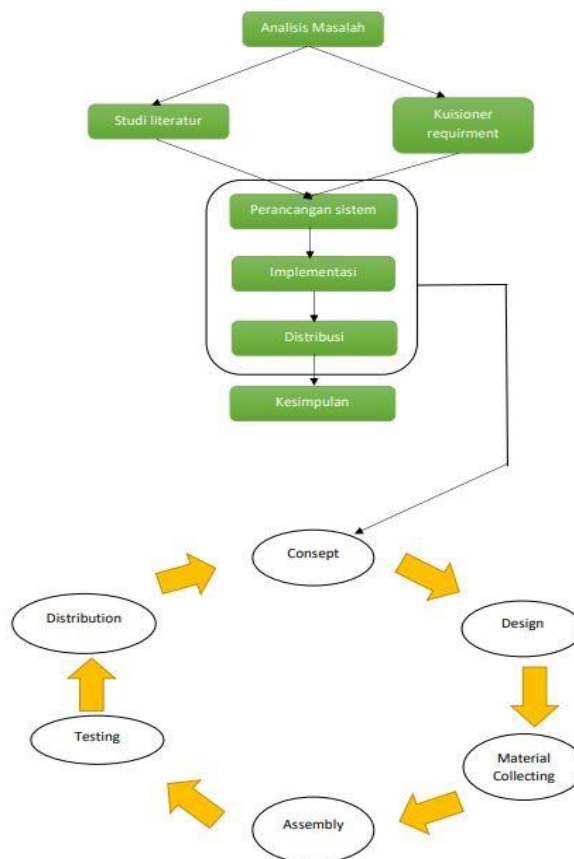 Analisis Masalah
Studi literatur
Kuisioner
requirment
Perancangan sistem
Implementasi
Distribusi
Kesimpulan
Consept
Distribution
Design
Testing
Material
Collecting
Assembly